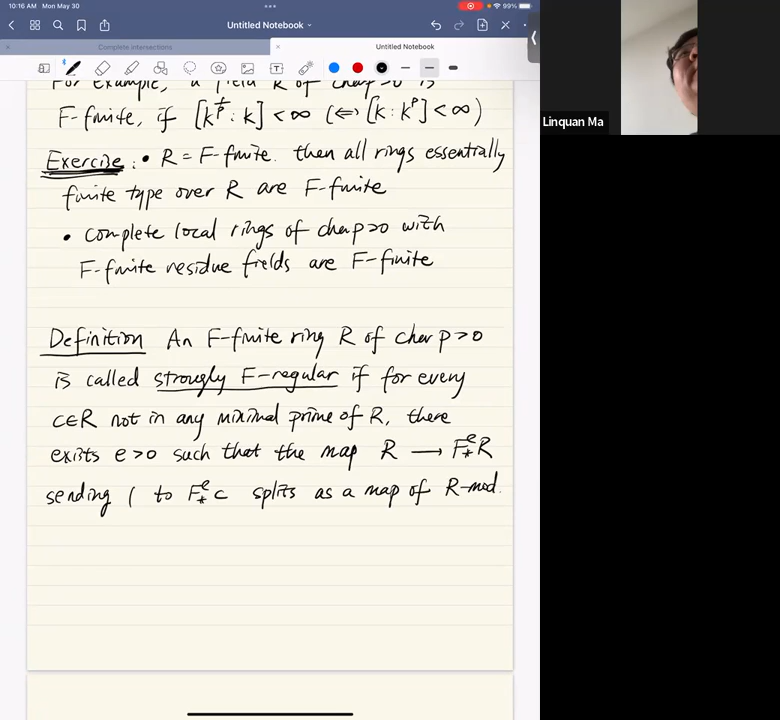 10:16 AM Mon May 30
99%
Untitled Notebook
Complete intersections
Untitled Notebook
For example, a field k of char p>0 is
F-finite, if [k^{1/p} : k] < ∞ (⇔ [k : k^p] < ∞)
Exercise : • R = F-finite. then all rings essentially
finite type over R are F-finite
• complete local rings of char p>0 with
F-finite residue fields are F-finite
Definition An F-finite ring R of char p>0
is called strongly F-regular if for every
c∈R not in any minimal prime of R, there
exists e>0 such that the map R → F^e_* R
sending 1 to F^e_* c splits as a map of R-mod.
Linquan Ma